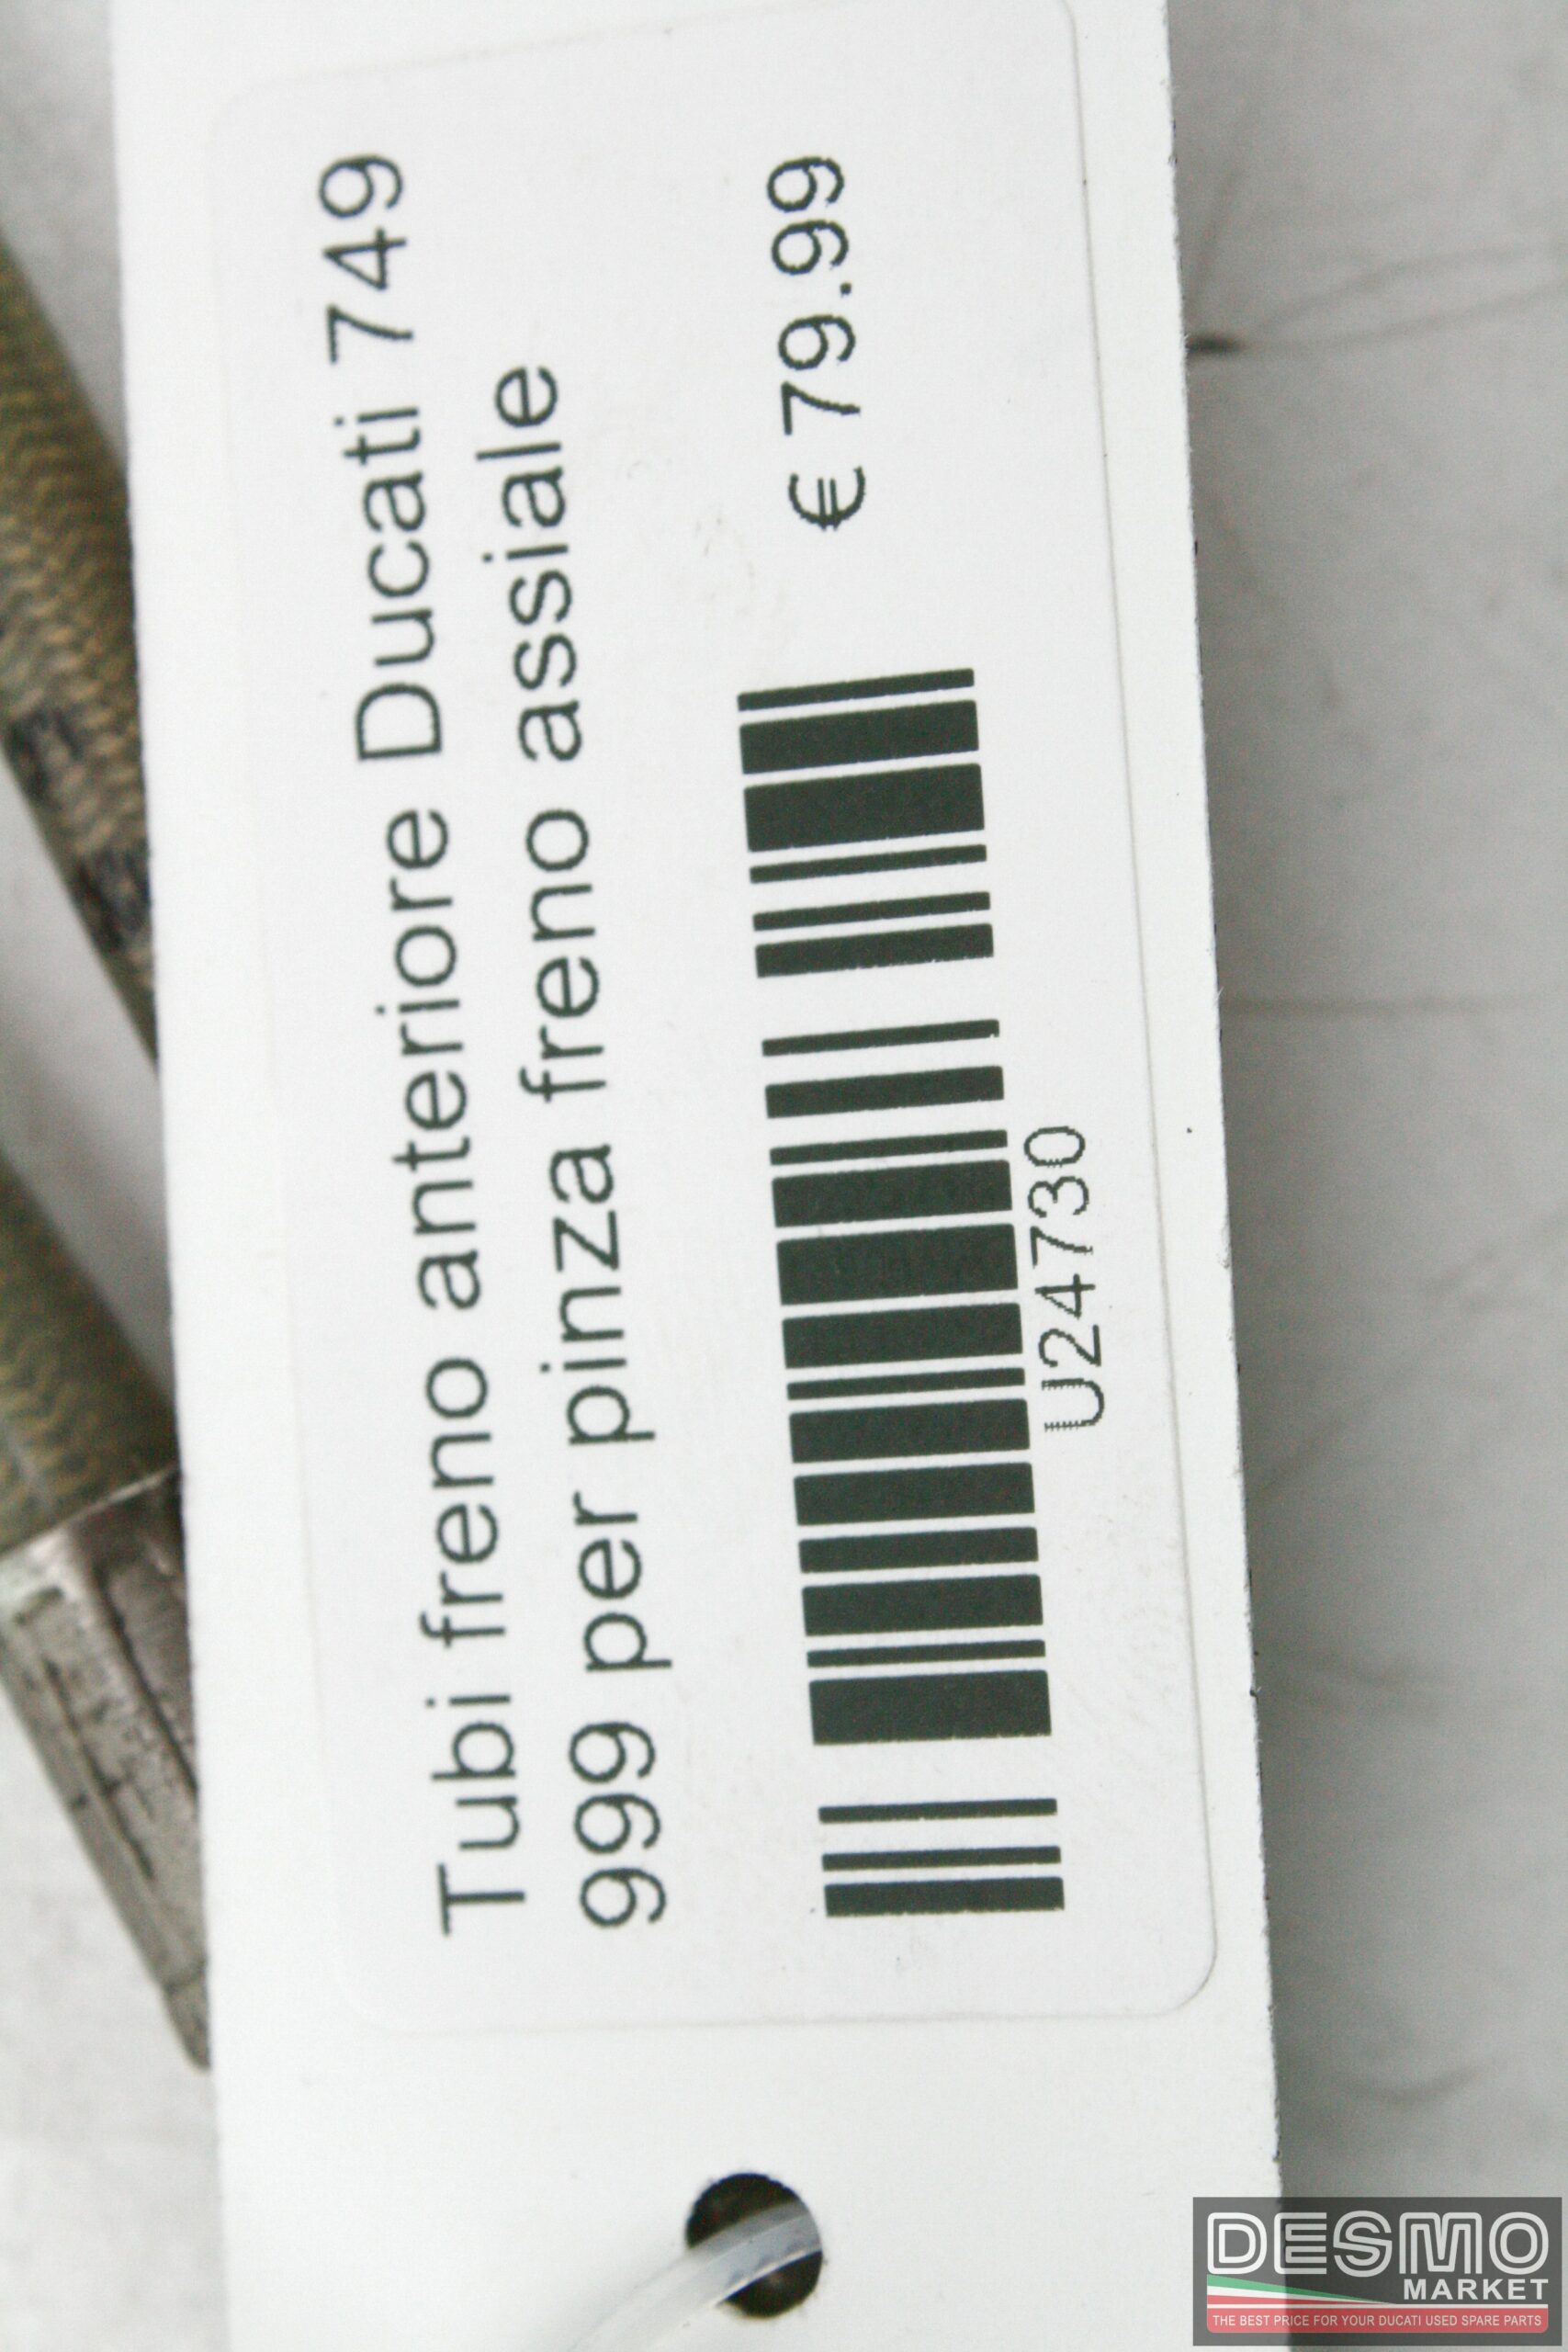 Tubi freno anteriore Ducati 749
999 per pinza freno assiale
€ 79.99
U24730
DESMO
MARKET
THE BEST PRICE FOR YOUR DUCATI USED SPARE PARTS